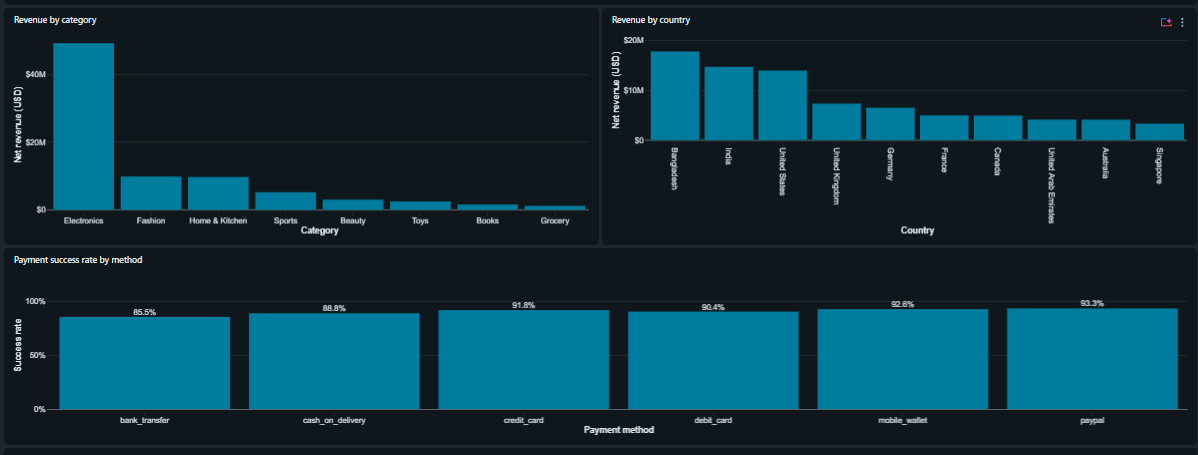 Revenue by category
Net revenue (USD)
$40M
$20M
$0
Electronics
Fashion
Home & Kitchen
Sports
Beauty
Toys
Books
Grocery
Category
Revenue by country
Net revenue (USD)
$20M
$10M
$0
Bangladesh
India
United States
United Kingdom
Germany
France
Canada
United Arab Emirates
Australia
Singapore
Country
Payment success rate by method
Success rate
100%
50%
0%
85.5%
88.8%
91.8%
90.4%
92.6%
93.3%
bank_transfer
cash_on_delivery
credit_card
debit_card
mobile_wallet
paypal
Payment method